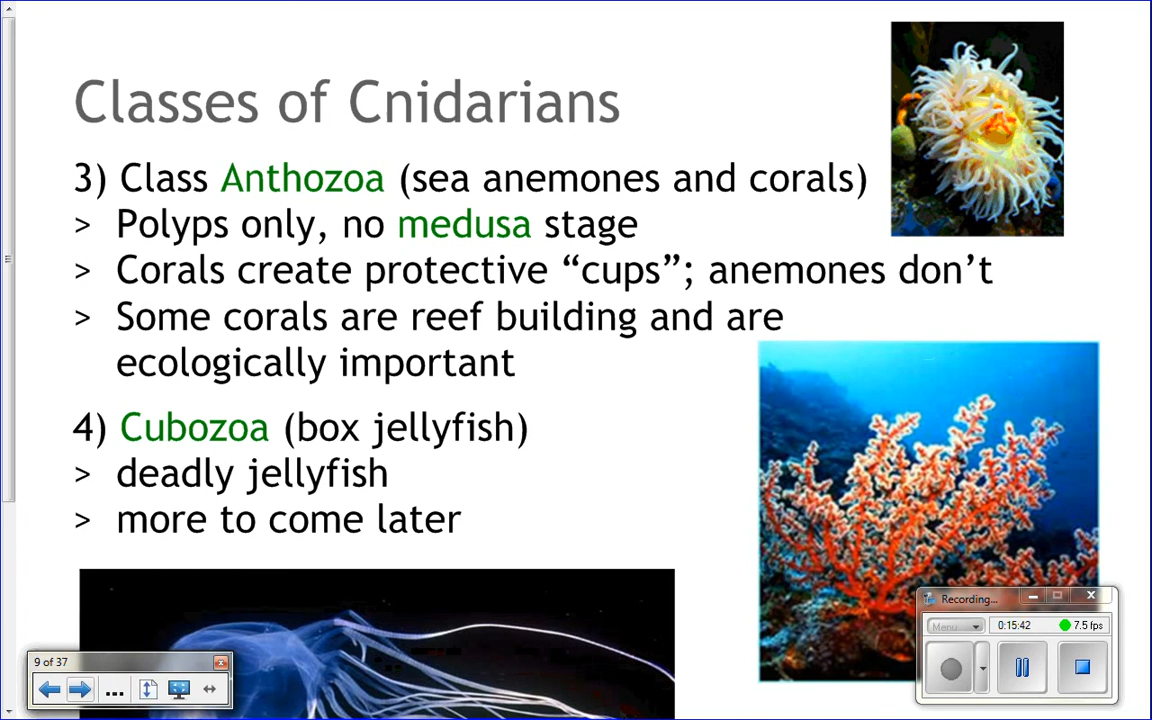 Classes of Cnidarians
3) Class Anthozoa (sea anemones and corals)
> Polyps only, no medusa stage
> Corals create protective “cups”; anemones don’t
> Some corals are reef building and are
ecologically important
4) Cubozoa (box jellyfish)
> deadly jellyfish
> more to come later
9 of 37
...
Recording...
Menu
0:15:42
7.5 fps